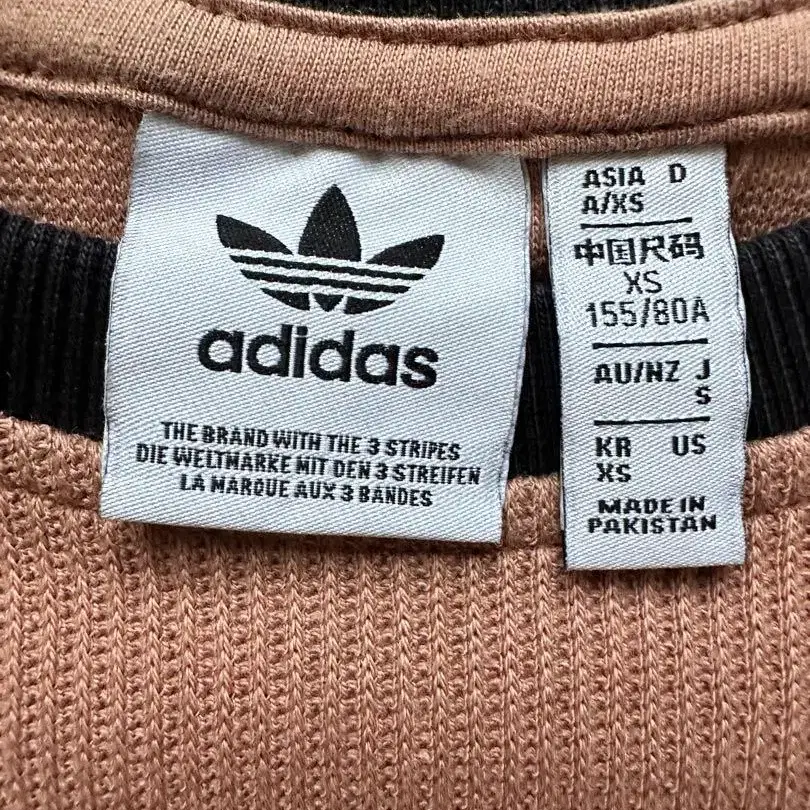 adidas
THE BRAND WITH THE 3 STRIPES
DIE WELTMARKE MIT DEN 3 STREIFEN
LA MARQUE AUX 3 BANDES
ASIA D
A/XS
中国尺码
XS
155/80A
AU/NZ J
S
KR US
XS
MADE IN
PAKISTAN